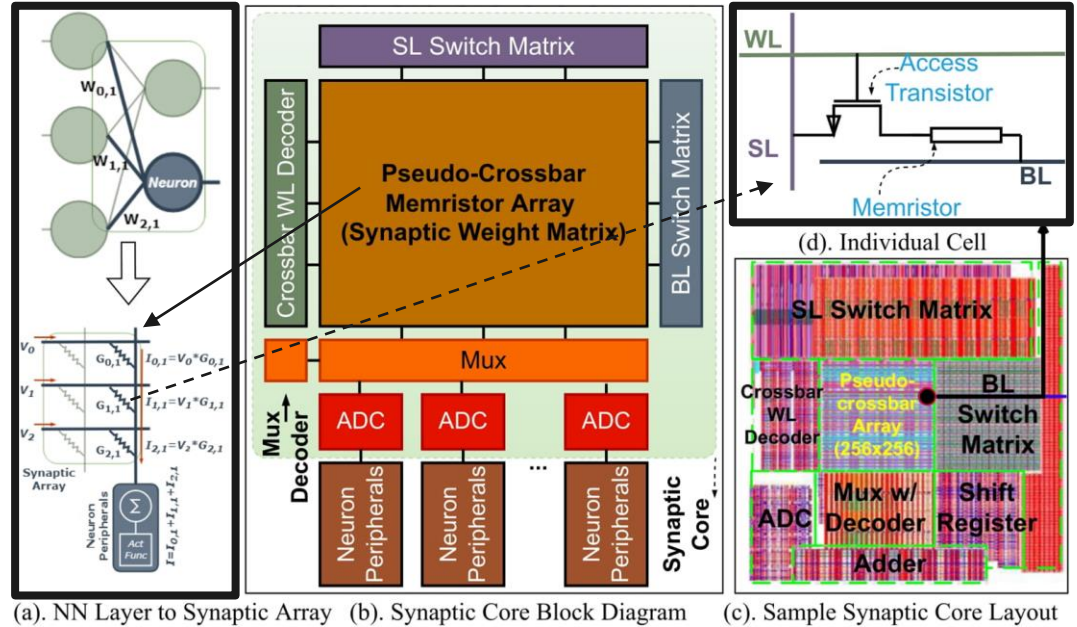 W0,1
W1,1
Neuron
W2,1
V0
G0,1
I0,1=V0*G0,1
V1
G1,1
I1,1=V1*G1,1
V2
G2,1
I2,1=V2*G2,1
Synaptic
Array
Neuron
Peripherals
Σ
Act
Func
I=I0,1+I1,1+I2,1
(a). NN Layer to Synaptic Array
SL Switch Matrix
Crossbar WL Decoder
Pseudo-Crossbar
Memristor Array
(Synaptic Weight Matrix)
BL Switch Matrix
Mux
Mux
Decoder
ADC
ADC
ADC
...
Neuron
Peripherals
Neuron
Peripherals
Neuron
Peripherals
Synaptic
Core
(b). Synaptic Core Block Diagram
WL
Access
Transistor
SL
BL
Memristor
(d). Individual Cell
SL Switch Matrix
Crossbar
WL
Decoder
Pseudo-
crossbar
Array
(256x256)
BL
Switch
Matrix
ADC
Mux w/
Decoder
Shift
Register
Adder
(c). Sample Synaptic Core Layout